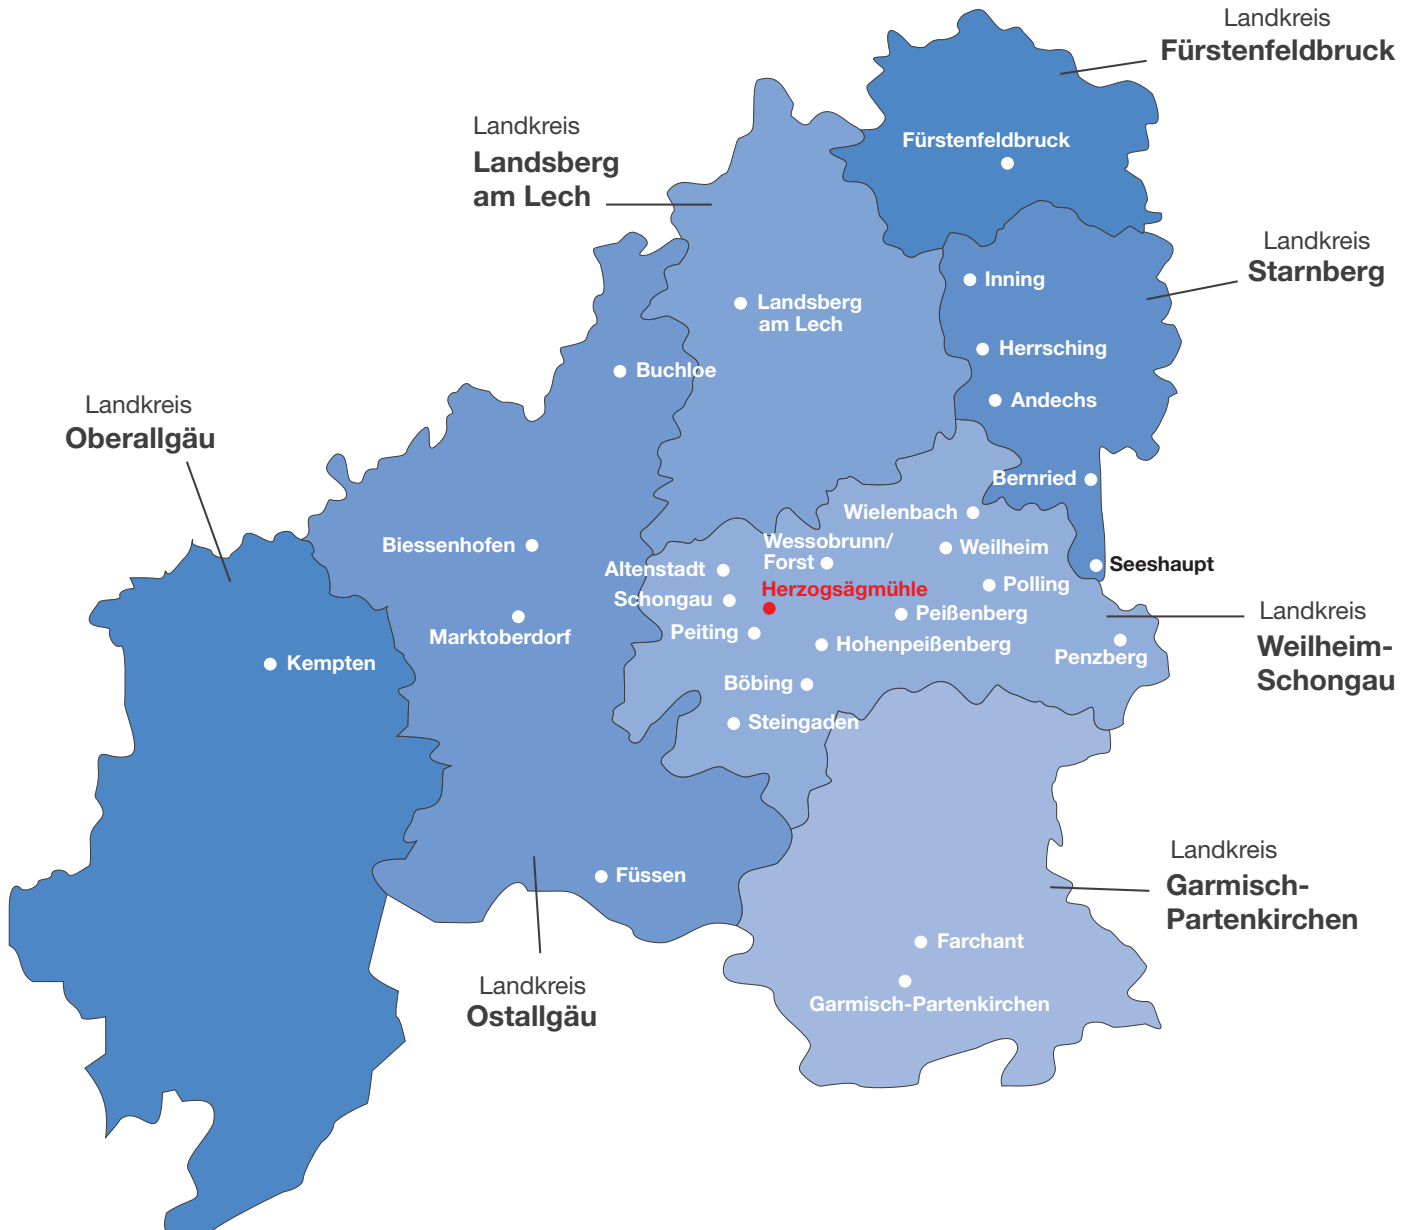 Landkreis
Fürstenfeldbruck
Landkreis
Landsberg
am Lech
Fürstenfeldbruck
Landkreis
Starnberg
Inning
Landsberg
am Lech
Herrsching
Buchloe
Andechs
Landkreis
Oberallgäu
Bernried
Wielenbach
Biessenhofen
Wessobrunn/
Forst
Weilheim
Altenstadt
Seeshaupt
Herzogsägmühle
Polling
Schongau
Peißenberg
Landkreis
Weilheim-
Schongau
Marktoberdorf
Peiting
Hohenpeißenberg
Penzberg
Kempten
Böbing
Steingaden
Landkreis
Garmisch-
Partenkirchen
Füssen
Farchant
Landkreis
Ostallgäu
Garmisch-Partenkirchen